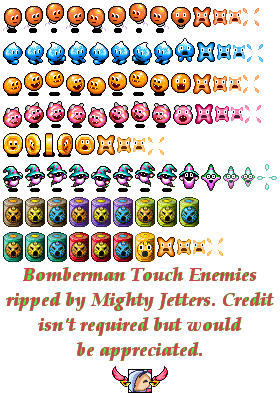 Bomberman Touch Enemies
ripped by Mighty Jetters. Credit
isn't required but would
be appreciated.